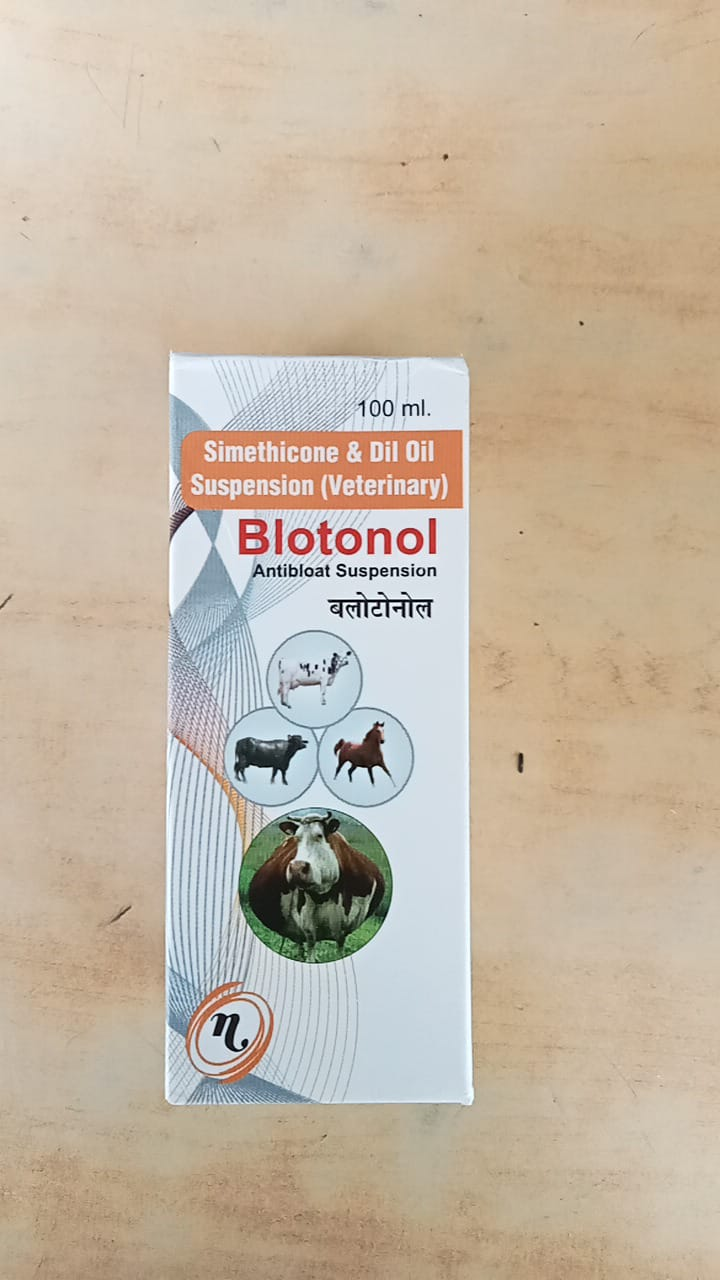 100 ml.
Simethicone & Dil Oil
Suspension (Veterinary)
Blotonol
Antibloat Suspension
बलोटोनोल
n